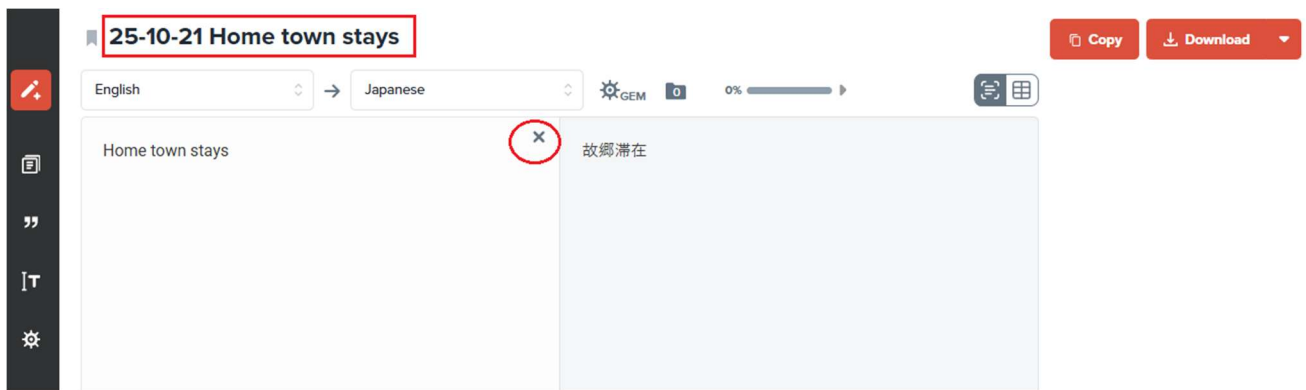 25-10-21 Home town stays
Copy
Download
English
Japanese
GEM
0
0%
Home town stays
故郷滞在